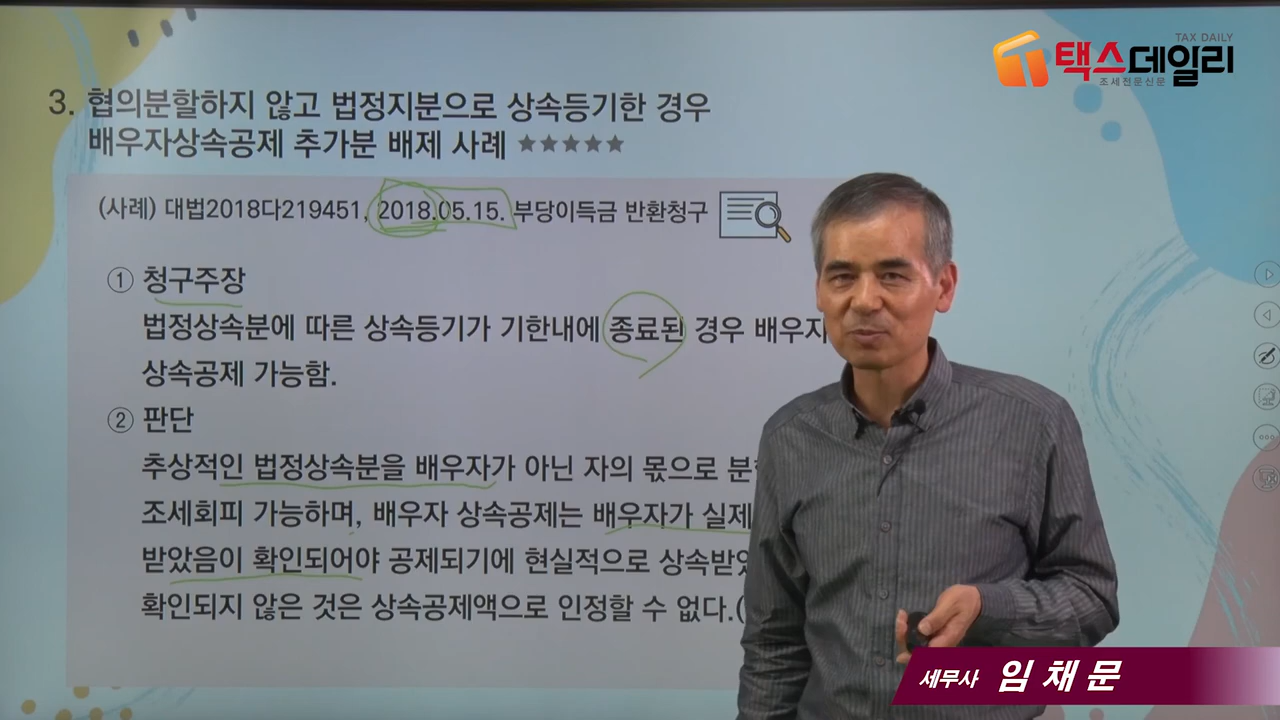 TAX DAILY
택스데일리
조세전문신문
3. 협의분할하지 않고 법정지분으로 상속등기한 경우
배우자상속공제 추가분 배제 사례 ★★★★★
(사례) 대법2018다219451, 2018.05.15. 부당이득금 반환청구
① 청구주장
법정상속분에 따른 상속등기가 기한내에 종료된 경우 배우자
상속공제 가능함.
② 판단
추상적인 법정상속분을 배우자가 아닌 자의 몫으로
조세회피 가능하며, 배우자 상속공제는 배우자가 실제
받았음이 확인되어야 공제되기에 현실적으로
확인되지 않은 것은 상속공제액으로 인정할 수 없다.(
세무사 임채문